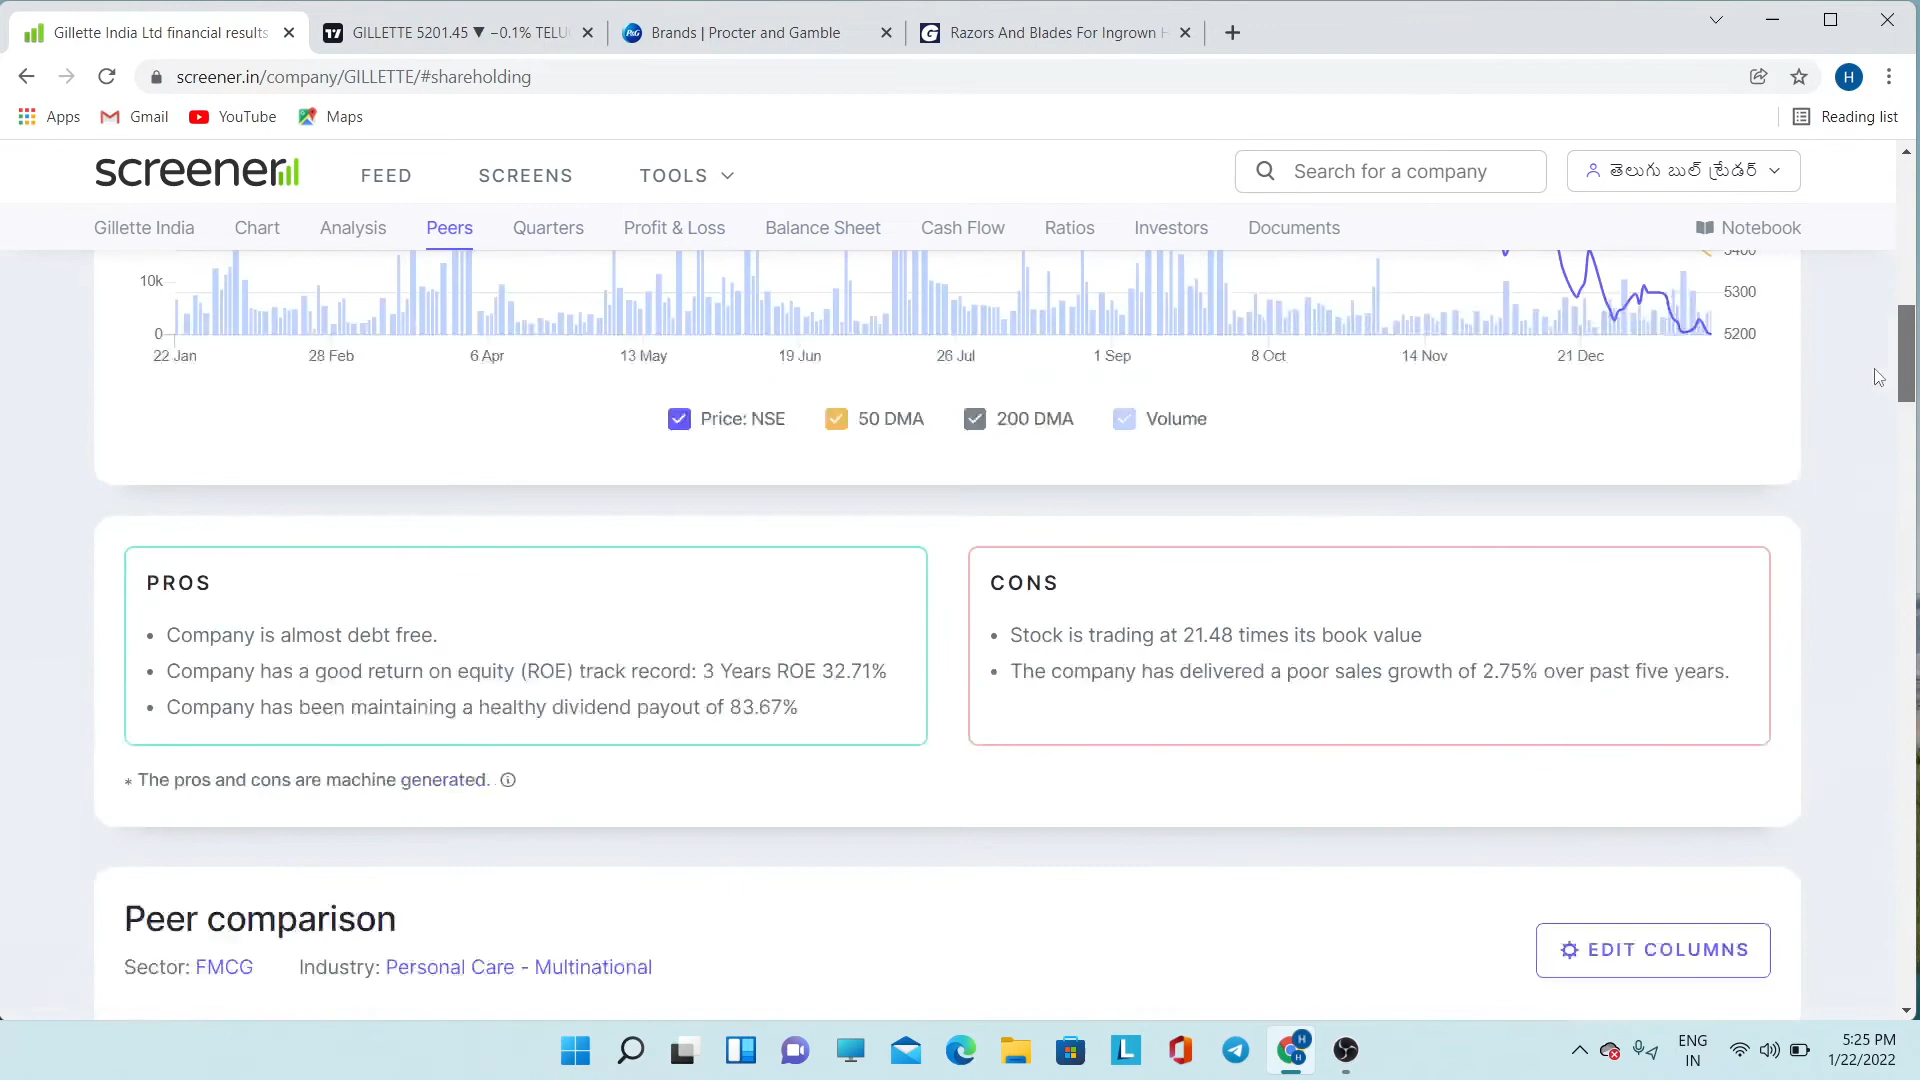 Gillette India Ltd financial results
GILLETTE 5201.45 ▼ −0.1% TELU
Brands | Procter and Gamble
Razors And Blades For Ingrown H
screener.in/company/GILLETTE/#shareholding
H
Apps
Gmail
YouTube
Maps
Reading list
screener
FEED
SCREENS
TOOLS
Search for a company
తెలుగు బుల్ ట్రేడర్
Gillette India
Chart
Analysis
Peers
Quarters
Profit & Loss
Balance Sheet
Cash Flow
Ratios
Investors
Documents
Notebook
10k
0
5400
5300
5200
22 Jan
28 Feb
6 Apr
13 May
19 Jun
26 Jul
1 Sep
8 Oct
14 Nov
21 Dec
Price: NSE
50 DMA
200 DMA
Volume
PROS
• Company is almost debt free.
• Company has a good return on equity (ROE) track record: 3 Years ROE 32.71%
• Company has been maintaining a healthy dividend payout of 83.67%
CONS
• Stock is trading at 21.48 times its book value
• The company has delivered a poor sales growth of 2.75% over past five years.
* The pros and cons are machine generated.
Peer comparison
Sector: FMCG
Industry: Personal Care - Multinational
EDIT COLUMNS
ENG
IN
5:25 PM
1/22/2022